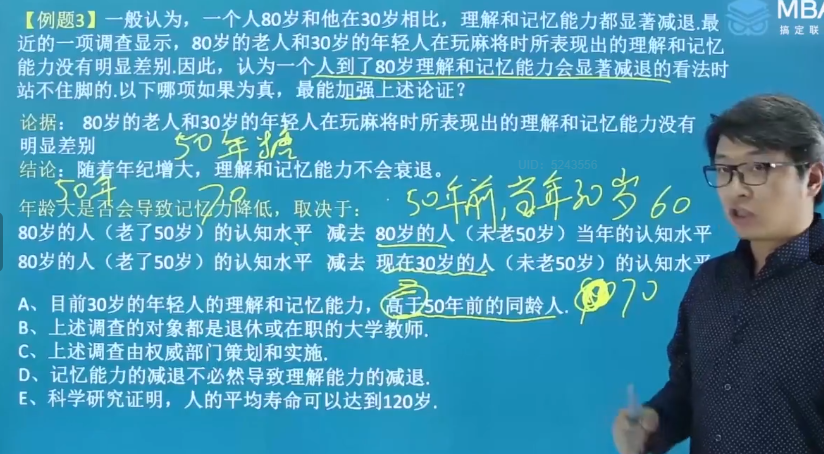 MBA
搞定联
【例题3】一般认为，一个人80岁和他在30岁相比，理解和记忆能力都显著减退.最
近的一项调查显示，80岁的老人和30岁的年轻人在玩麻将时所表现出的理解和记忆
能力没有明显差别.因此，认为一个人到了80岁理解和记忆能力会显著减退的看法时
站不住脚的.以下哪项如果为真，最能加强上述论证？
论据： 80岁的老人和30岁的年轻人在玩麻将时所表现出的理解和记忆能力没有
明显差别
50年
UID：5243556
结论：随着年纪增大，理解和记忆能力不会衰退。
50年
70
50年前，当年30岁 60
年龄大是否会导致记忆力降低，取决于：
80岁的人（老了50岁）的认知水平 减去 80岁的人（未老50岁）当年的认知水平
80岁的人（老了50岁）的认知水平 减去 现在30岁的人（未老50岁）的认知水平
A、目前30岁的年轻人的理解和记忆能力，高于50年前的同龄人.
70
B、上述调查的对象都是退休或在职的大学教师.
C、上述调查由权威部门策划和实施.
D、记忆能力的减退不必然导致理解能力的减退.
E、科学研究证明，人的平均寿命可以达到120岁.